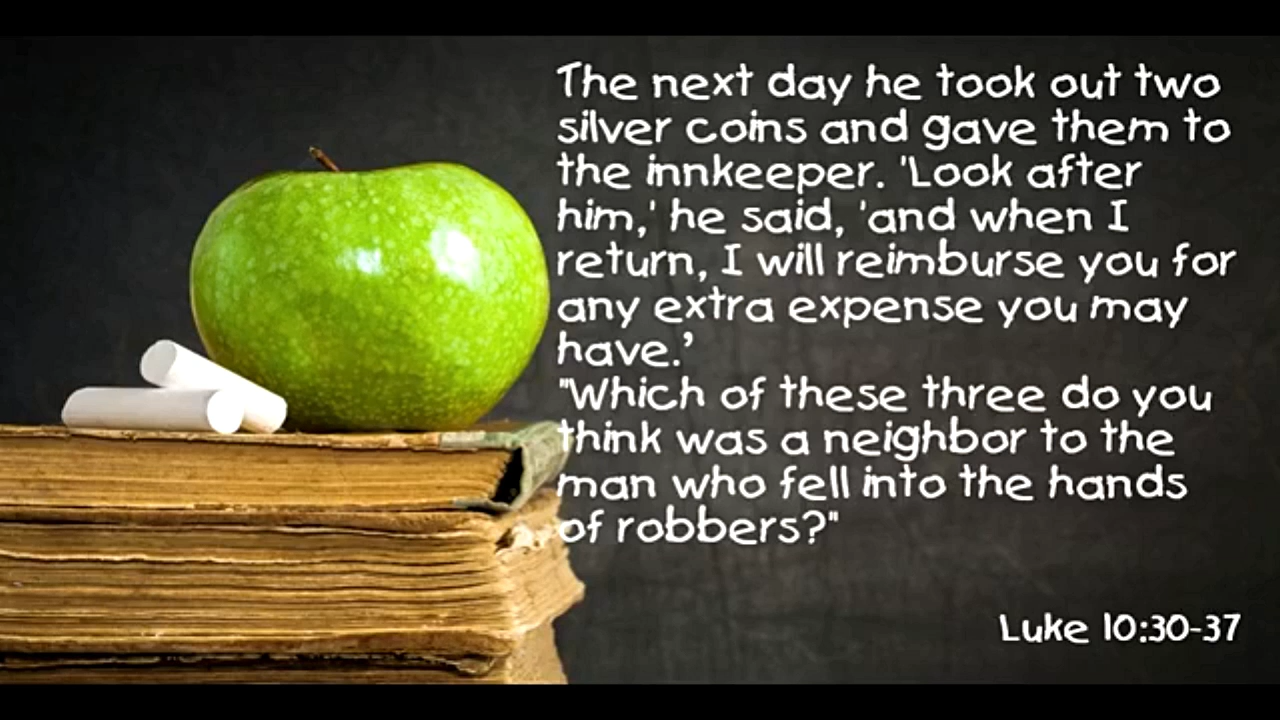 The next day he took out two
silver coins and gave them to
the innkeeper. 'Look after
him,' he said, 'and when I
return, I will reimburse you for
any extra expense you may
have.’
"Which of these three do you
think was a neighbor to the
man who fell into the hands
of robbers?"
Luke 10:30-37